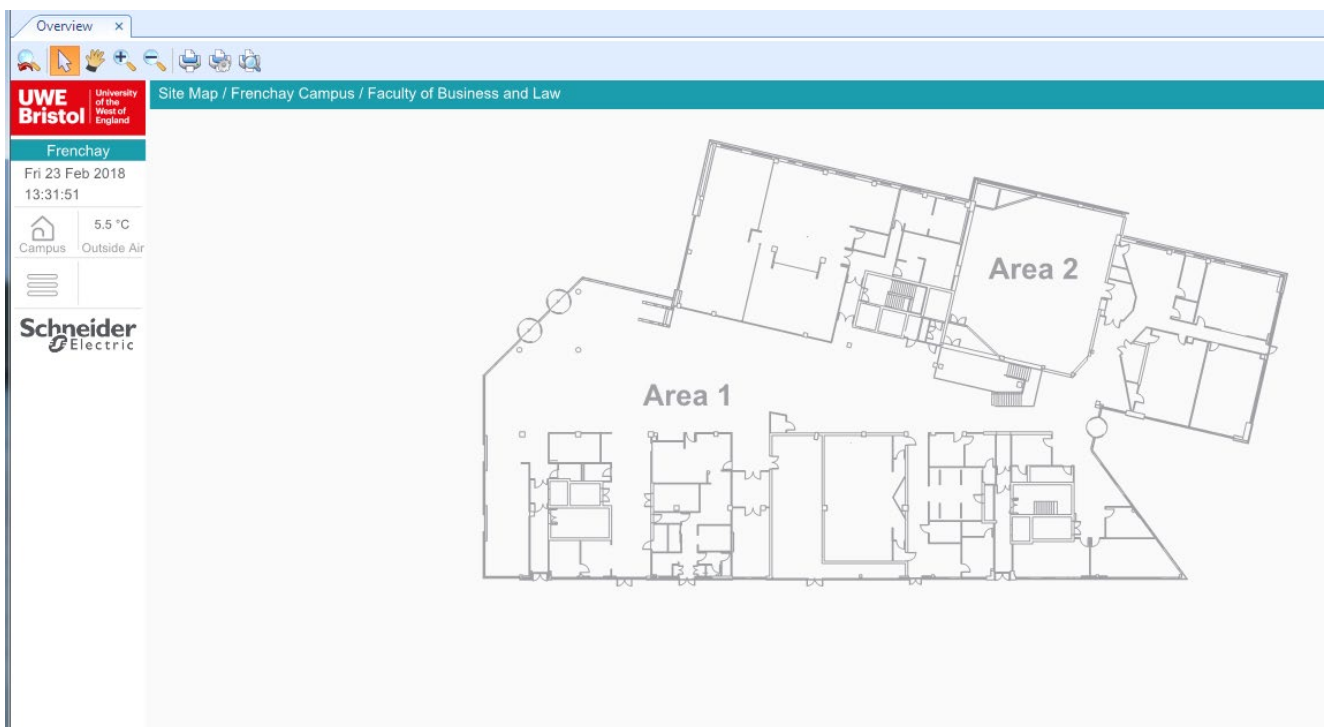 Overview
UWE Bristol
University of the West of England
Site Map / Frenchay Campus / Faculty of Business and Law
Frenchay
Fri 23 Feb 2018
13:31:51
5.5 °C
Campus
Outside Air
Schneider
Electric
Area 1
Area 2